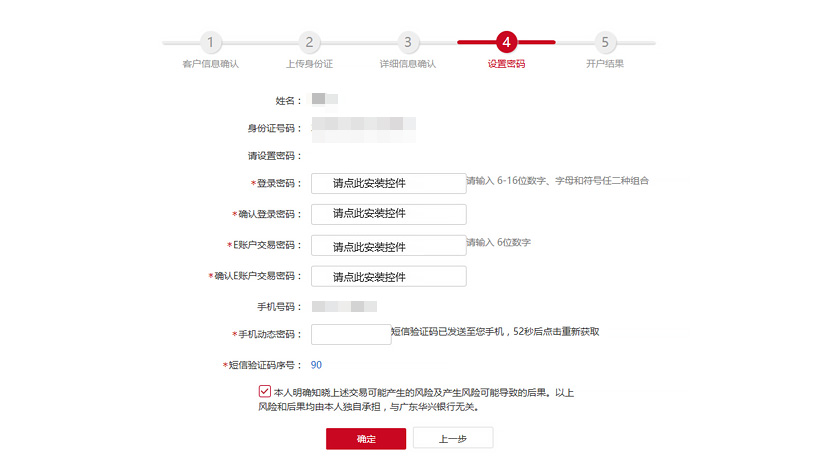 1 2 3 4 5
客户信息确认 上传身份证 详细信息确认 设置密码 开户结果
姓名：
身份证号码：
请设置密码：
*登录密码： 请点此安装控件 请输入 6-16位数字、字母和符号任二种组合
*确认登录密码： 请点此安装控件
*E账户交易密码： 请点此安装控件 请输入 6位数字
*确认E账户交易密码： 请点此安装控件
手机号码：
*手机动态密码： 短信验证码已发送至您手机，52秒后点击重新获取
*短信验证码序号： 90
本人明确知晓上述交易可能产生的风险及产生风险可能导致的后果。以上
风险和后果均由本人独自承担，与广东华兴银行无关。
确定 上一步